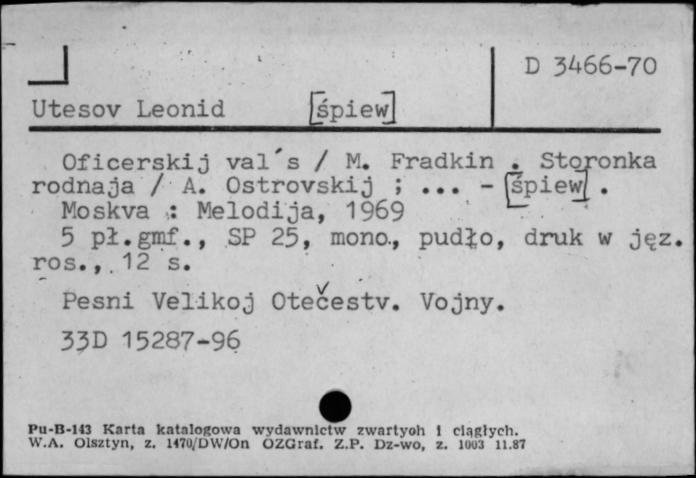 D 3466-70
Utesov Leonid [śpiew]
Oficerskij val's / M. Fradkin . Storonka
rodnaja / A. Ostrovskij ; ... - [śpiew] .
Moskva : Melodija, 1969
5 pł.gmf., SP 25, mono., pudło, druk w jęz.
ros., 12 s.
Pesni Velikoj Otečestv. Vojny.
33D 15287-96
Pu-B-143 Karta katalogowa wydawnictw zwartych i ciągłych.
W.A. Olsztyn, z. 1470/DW/On OZGraf. Z.P. Dz-wo, z. 1003 11.87